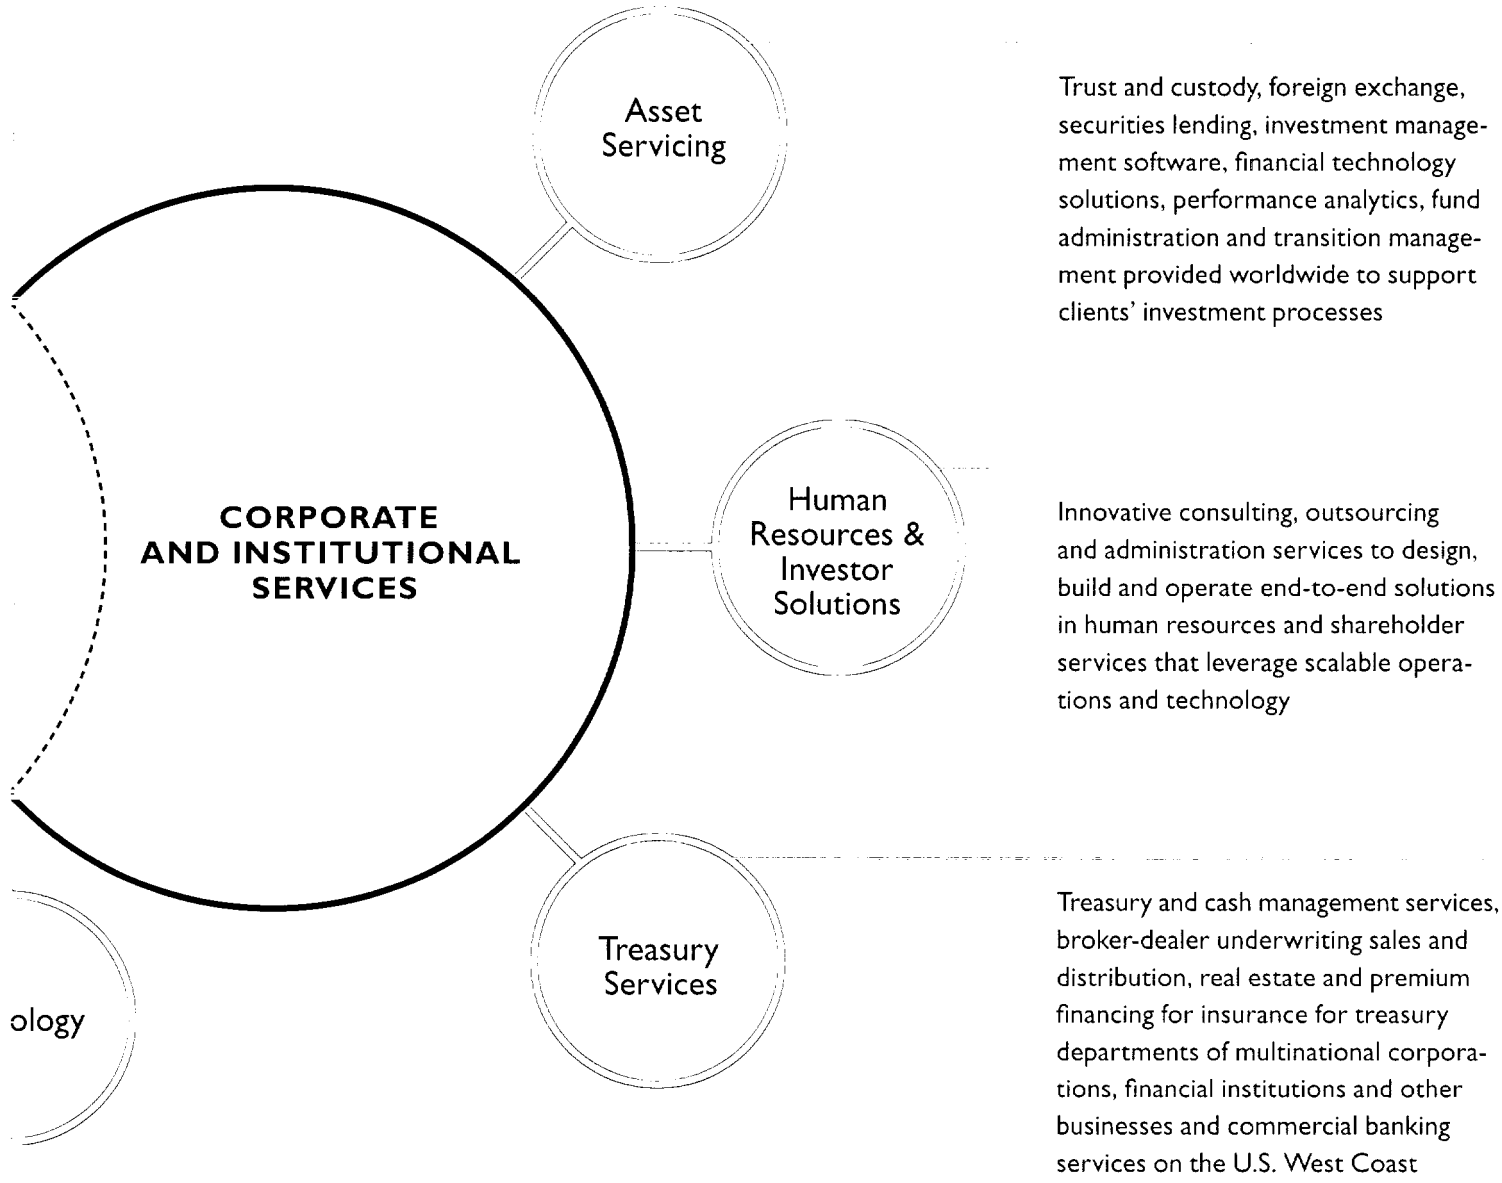 Asset
Servicing
Trust and custody, foreign exchange,
securities lending, investment manage-
ment software, financial technology
solutions, performance analytics, fund
administration and transition manage-
ment provided worldwide to support
clients' investment processes
CORPORATE
AND INSTITUTIONAL
SERVICES
Human
Resources &
Investor
Solutions
Innovative consulting, outsourcing
and administration services to design,
build and operate end-to-end solutions
in human resources and shareholder
services that leverage scalable opera-
tions and technology
Treasury
Services
ology
Treasury and cash management services,
broker-dealer underwriting sales and
distribution, real estate and premium
financing for insurance for treasury
departments of multinational corpora-
tions, financial institutions and other
businesses and commercial banking
services on the U.S. West Coast